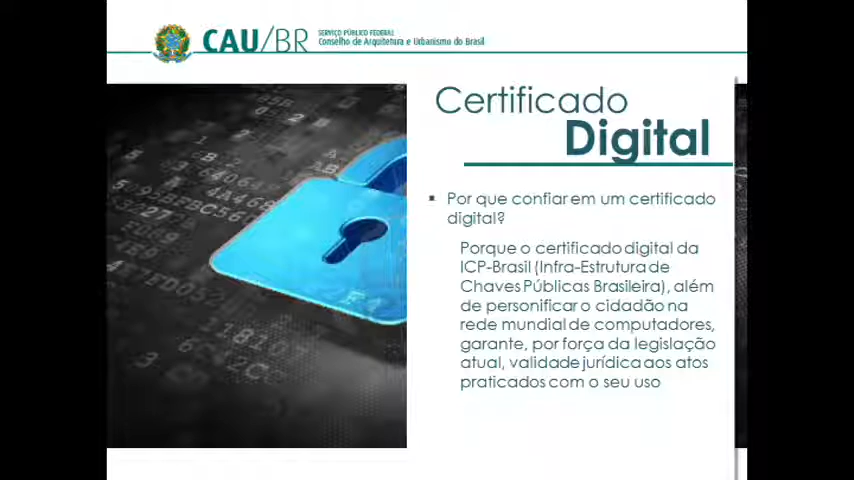 CAU/BR
SERVIÇO PÚBLICO FEDERAL
Conselho de Arquitetura e Urbanismo do Brasil
Certificado
Digital
Por que confiar em um certificado
digital?
Porque o certificado digital da
ICP-Brasil (Infra-Estrutura de
Chaves Públicas Brasileira), além
de personificar o cidadão na
rede mundial de computadores,
garante, por força da legislação
atual, validade jurídica aos atos
praticados com o seu uso